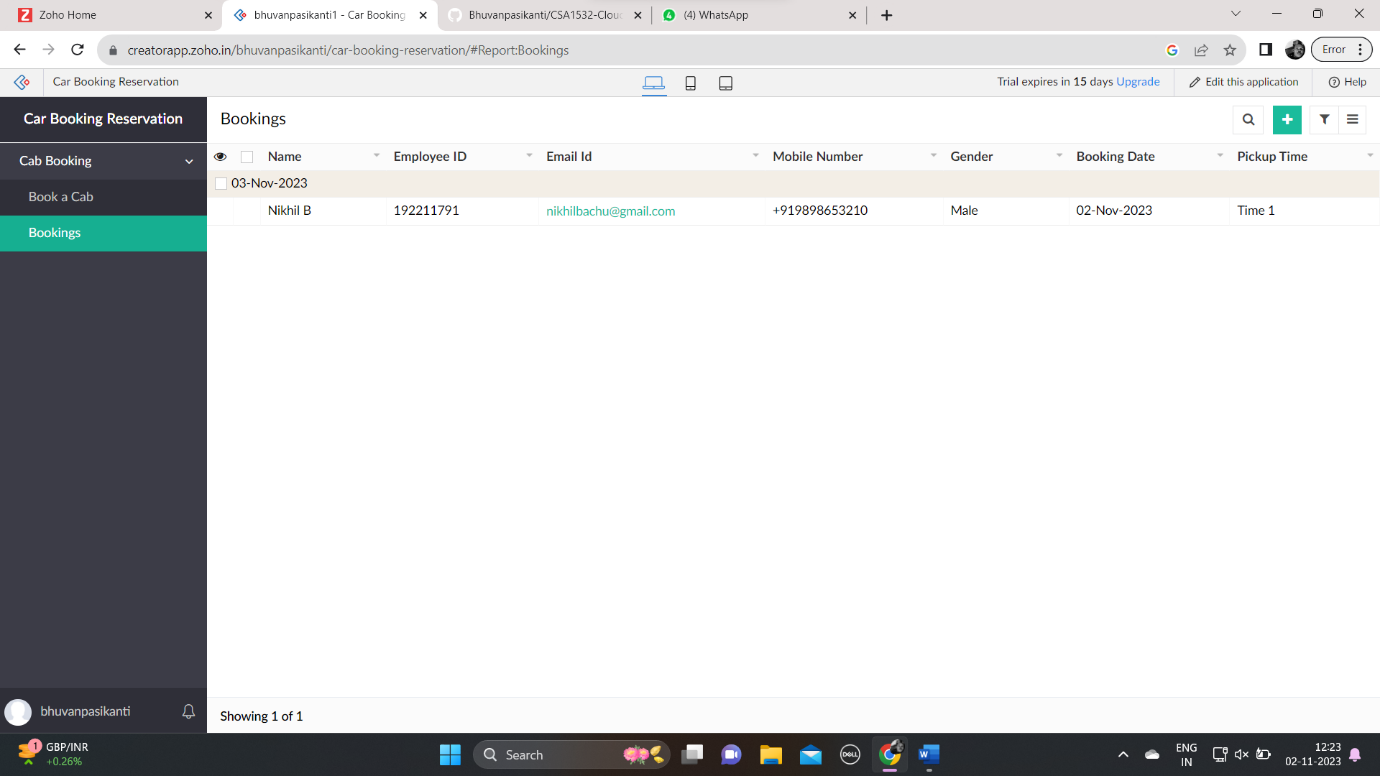 Zoho Home
bhuvanpasikanti1 - Car Booking
Bhuvanpasikanti/CSA1532-Clou
(4) WhatsApp
creatorapp.zoho.in/bhuvanpasikanti/car-booking-reservation/#Report:Bookings
Error
Car Booking Reservation
Trial expires in 15 days Upgrade
Edit this application
Help
Car Booking Reservation
Bookings
Cab Booking
Book a Cab
Bookings
Name Employee ID Email Id Mobile Number Gender Booking Date Pickup Time
03-Nov-2023
Nikhil B 192211791 nikhilbachu@gmail.com +919898653210 Male 02-Nov-2023 Time 1
bhuvanpasikanti
Showing 1 of 1
1
GBP/INR
+0.26%
Search
DELL
W
ENG
IN
12:23
02-11-2023